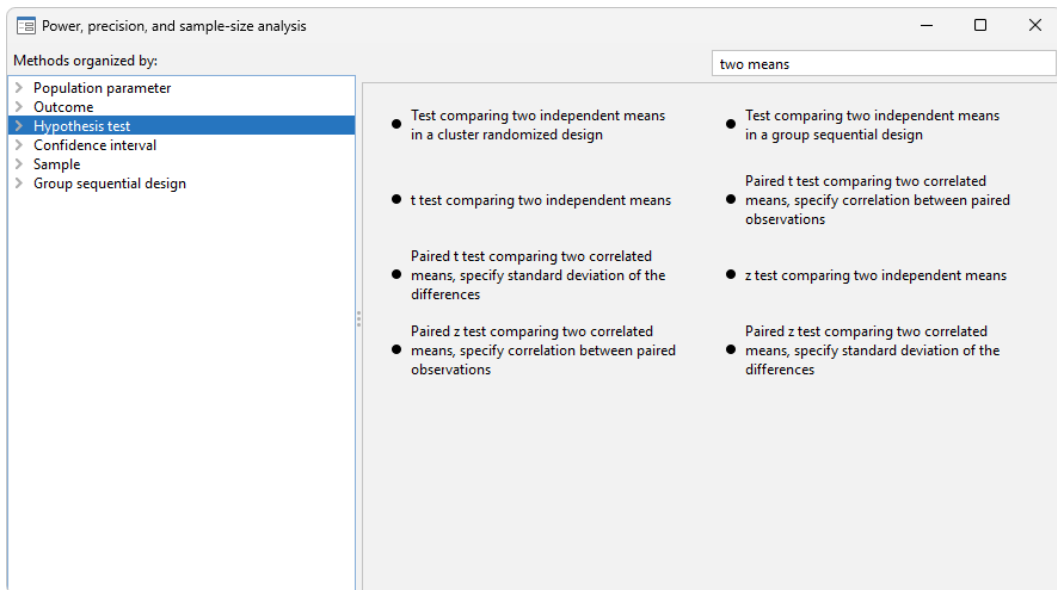 Power, precision, and sample-size analysis
Methods organized by:
two means
Population parameter
Outcome
Hypothesis test
Confidence interval
Sample
Group sequential design
Test comparing two independent means
in a cluster randomized design
Test comparing two independent means
in a group sequential design
t test comparing two independent means
Paired t test comparing two correlated
means, specify correlation between paired
observations
Paired t test comparing two correlated
means, specify standard deviation of the
differences
z test comparing two independent means
Paired z test comparing two correlated
means, specify correlation between paired
observations
Paired z test comparing two correlated
means, specify standard deviation of the
differences